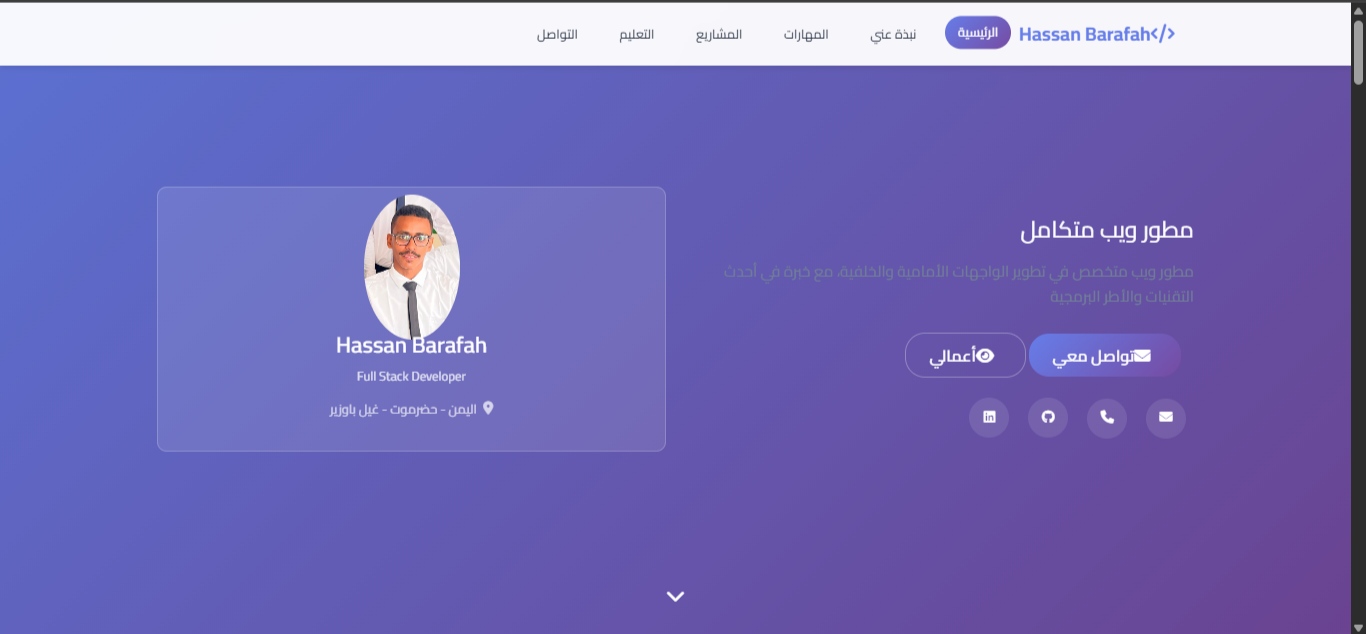 Hassan Barafah</>
الرئيسية
نبذة عني
المهارات
المشاريع
التعليم
التواصل
مطور ويب متكامل
مطور ويب متخصص في تطوير الواجهات الأمامية والخلفية، مع خبرة في أحدث
التقنيات والأطر البرمجية
تواصل معي
أعمالي
in
Hassan Barafah
Full Stack Developer
اليمن - حضرموت - غيل باوزير